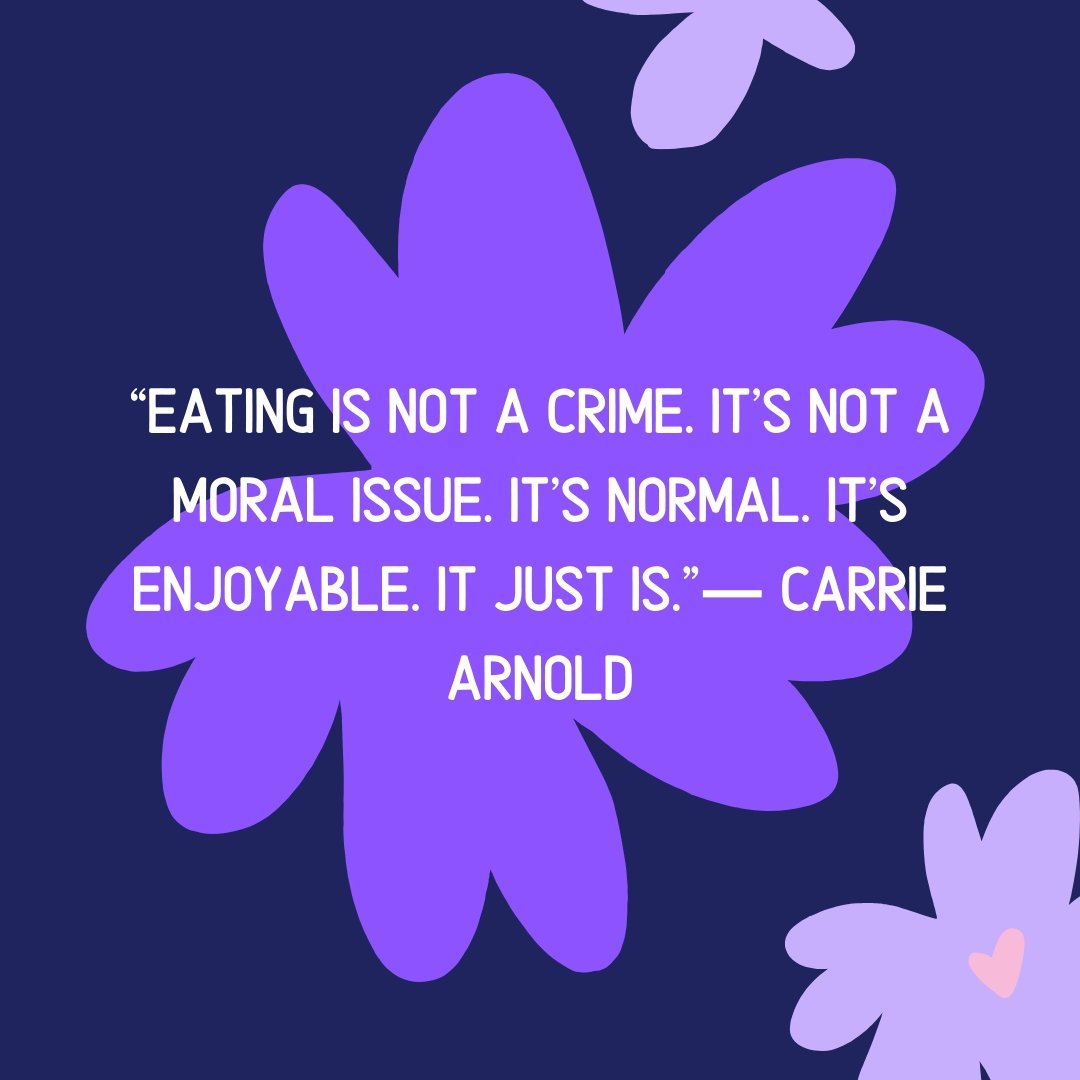 “EATING IS NOT A CRIME. IT’S NOT A
MORAL ISSUE. IT’S NORMAL. IT’S
ENJOYABLE. IT JUST IS.”— CARRIE
ARNOLD